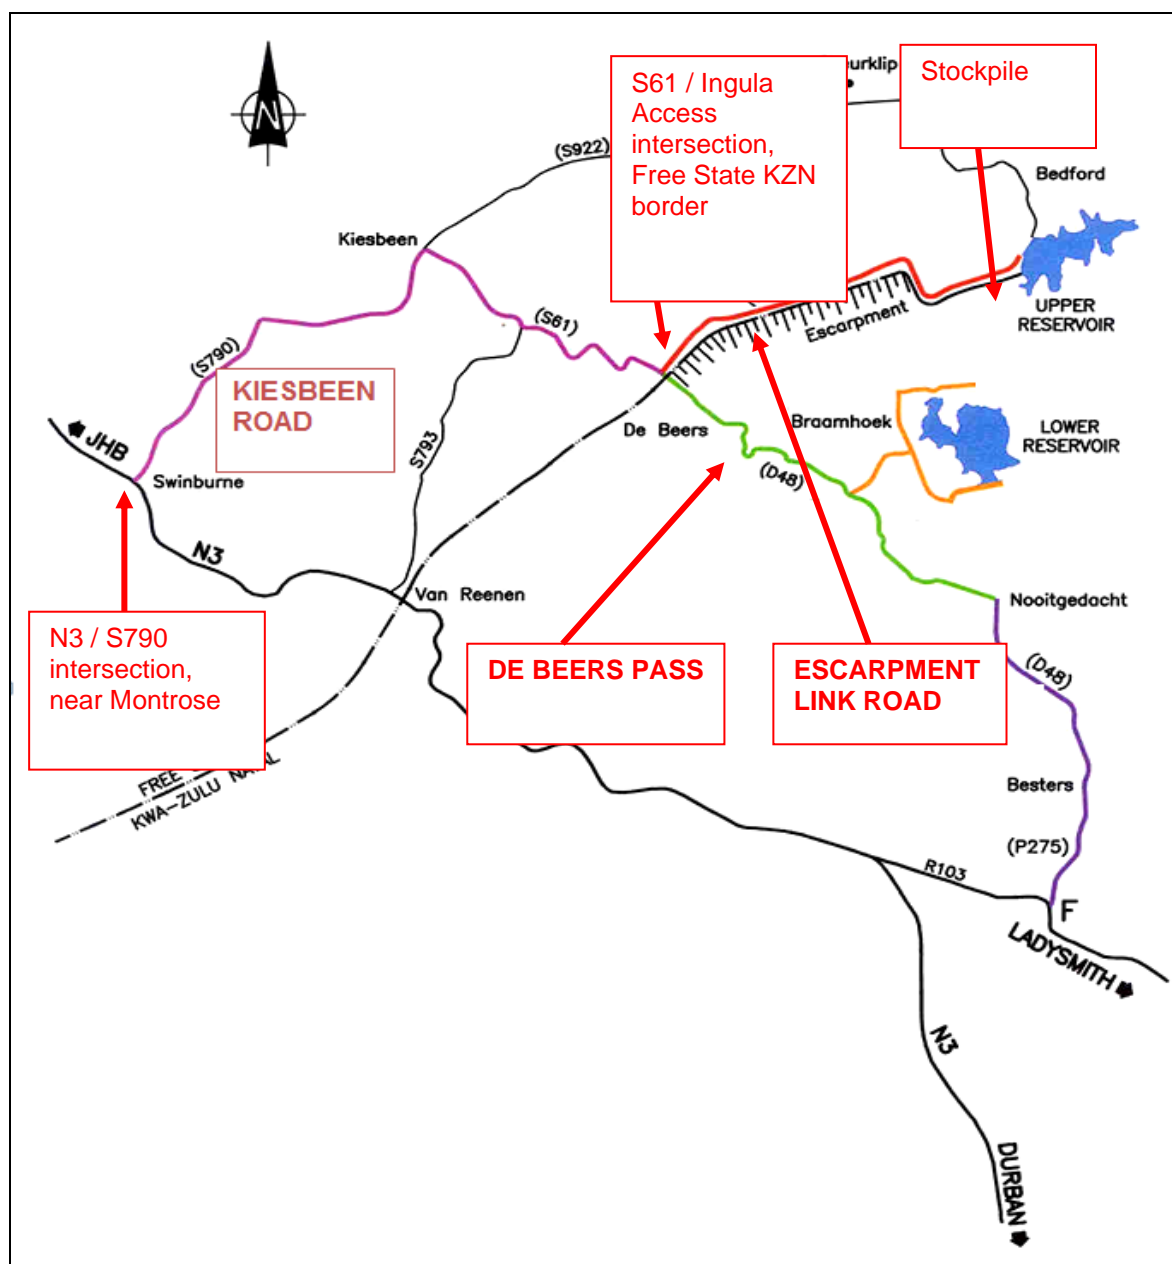 urklip
S61 / Ingula
Access
intersection,
Free State KZN
border
Stockpile
N
(S922)
Bedford
Kiesbeen
(S61)
Escarpment
UPPER
RESERVOIR
(S790)
KIESBEEN
ROAD
S793
De Beers
Braamhoek
LOWER
RESERVOIR
JHB
Swinburne
(D48)
N3
Van Reenen
Nooitgedacht
N3 / S790
intersection,
near Montrose
DE BEERS PASS
ESCARPMENT
LINK ROAD
(D48)
FREE
KWA-ZULU NATAL
Besters
(P275)
R103
F
LADYSMITH
N3
DURBAN